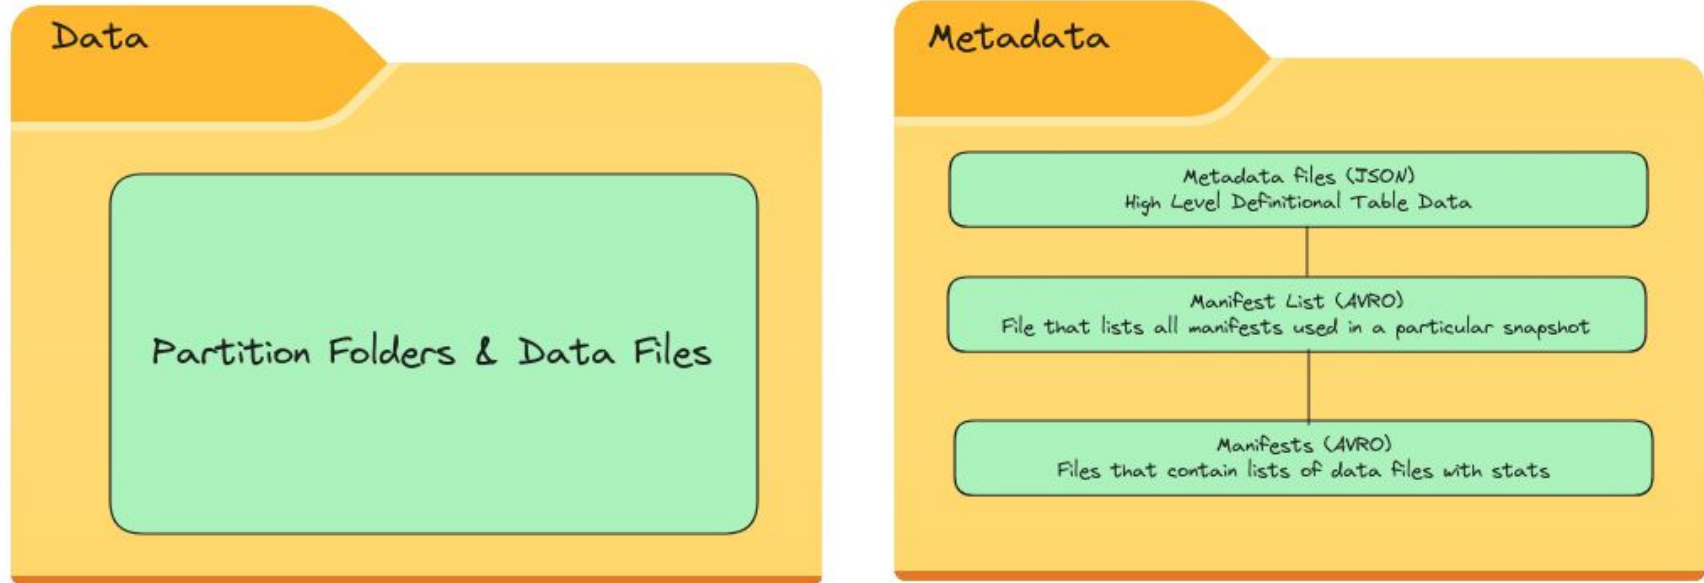 Data
Partition Folders & Data Files
Metadata
Metadata files (JSON)
High Level Definitional Table Data
Manifest List (AVRO)
File that lists all manifests used in a particular snapshot
Manifests (AVRO)
Files that contain lists of data files with stats